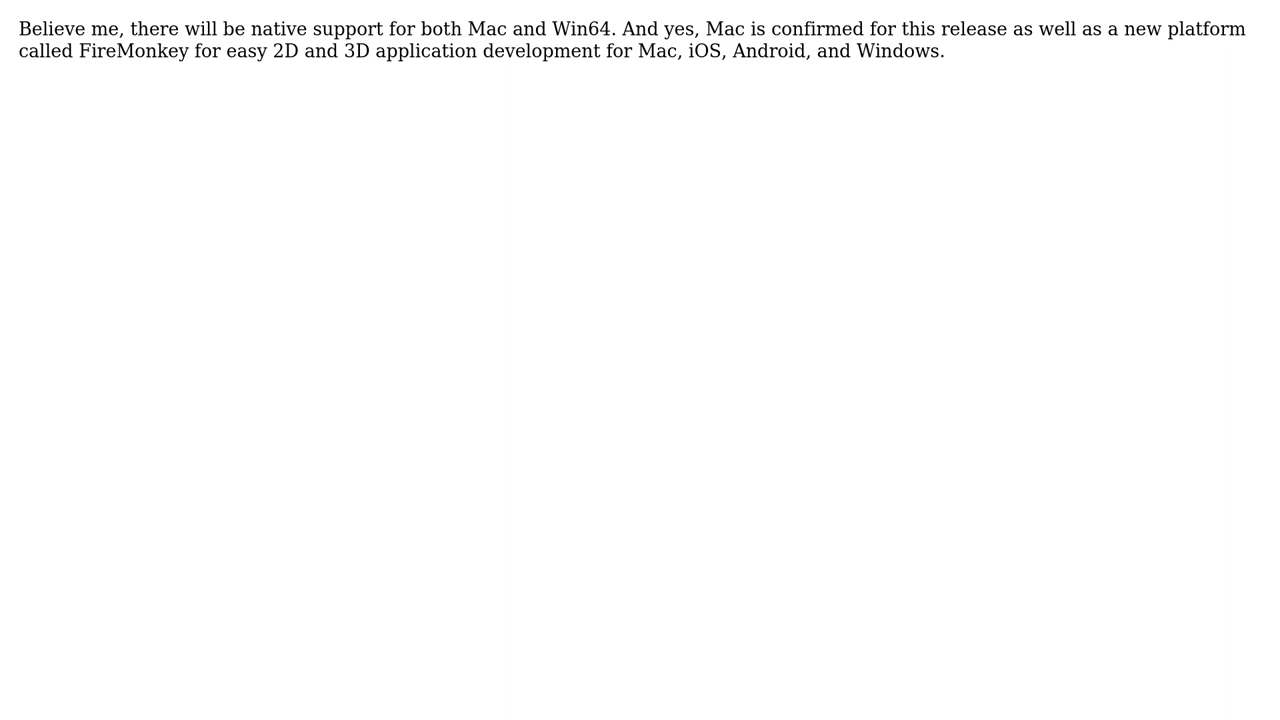 Believe me, there will be native support for both Mac and Win64. And yes, Mac is confirmed for this release as well as a new platform
called FireMonkey for easy 2D and 3D application development for Mac, iOS, Android, and Windows.